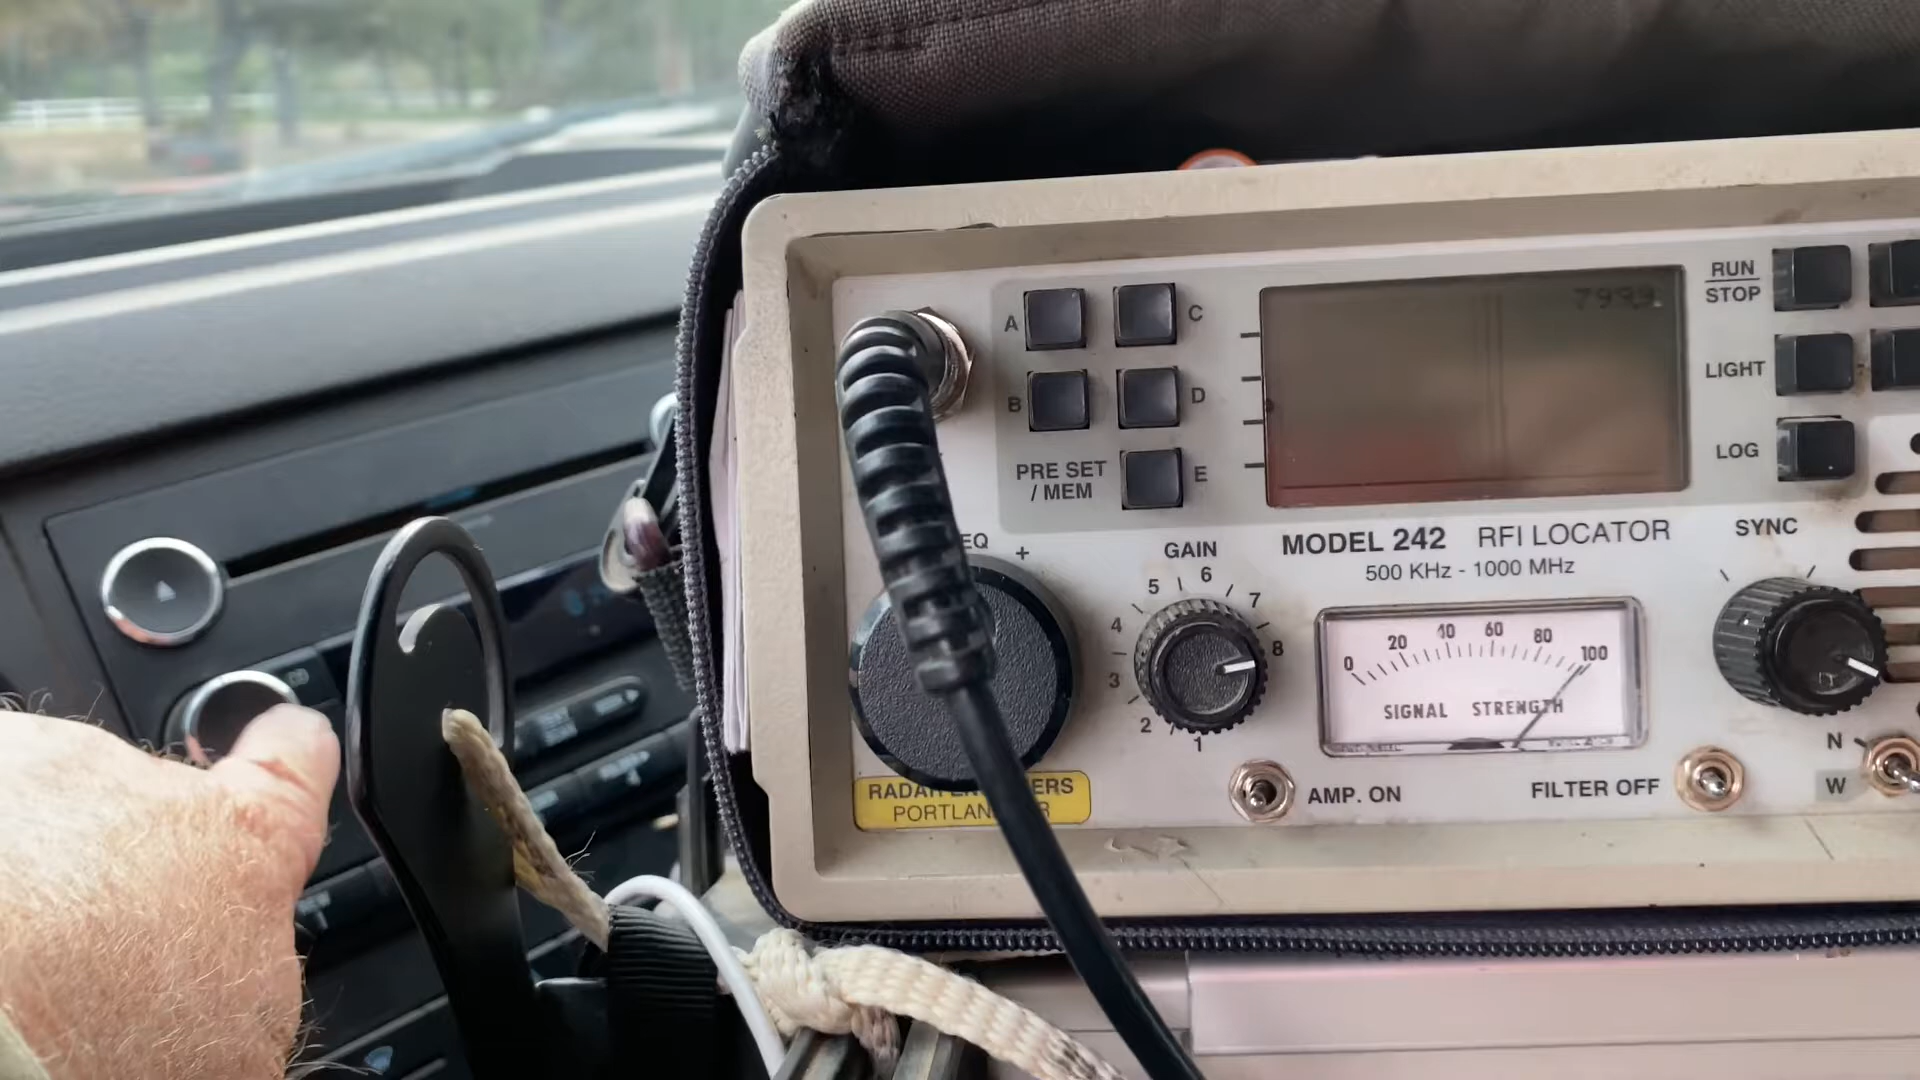 A
C
B
D
PRE SET
/ MEM
E
RUN
STOP
LIGHT
LOG
+
GAIN
1
2
3
4
5
6
7
8
MODEL 242 RFI LOCATOR
500 KHz - 1000 MHz
SYNC
0 20 40 60 80 100
SIGNAL STRENGTH
AMP. ON
FILTER OFF
N
W